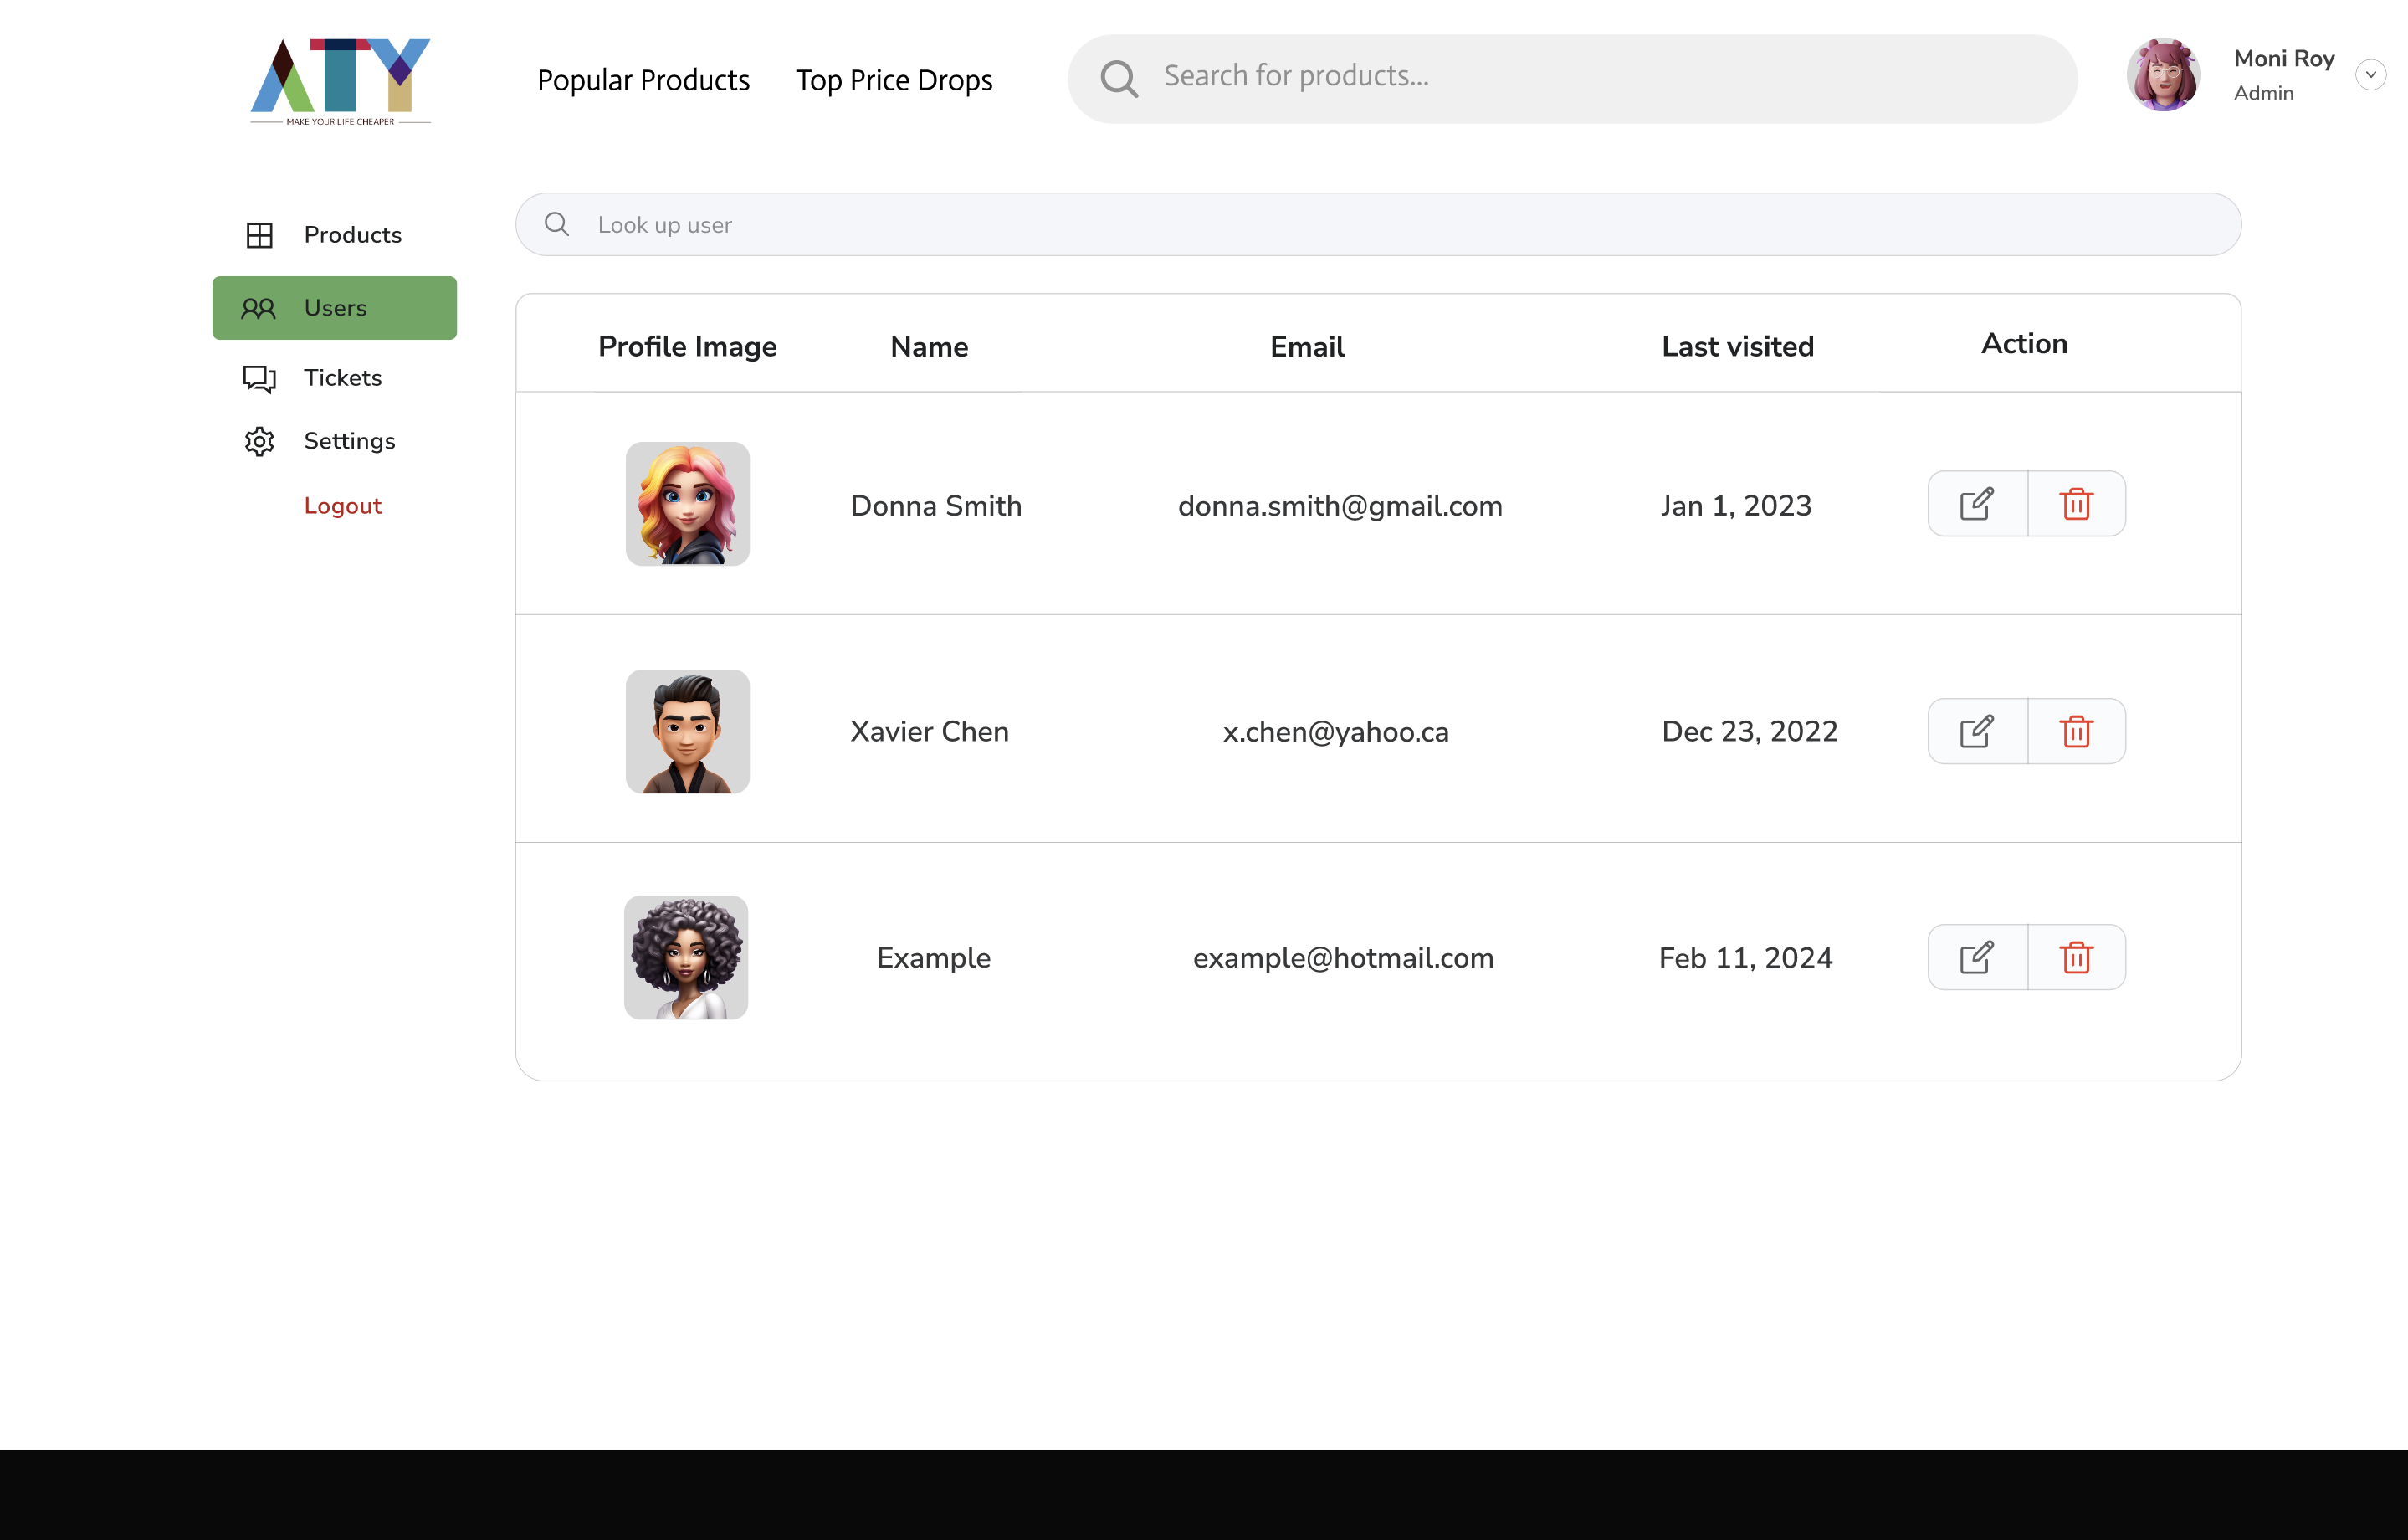 ATY
MAKE YOUR LIFE CHEAPER
Popular Products
Top Price Drops
Search for products...
Moni Roy
Admin
Products
Users
Tickets
Settings
Logout
Look up user
Profile Image Name Email Last visited Action
Donna Smith donna.smith@gmail.com Jan 1, 2023
Xavier Chen x.chen@yahoo.ca Dec 23, 2022
Example example@hotmail.com Feb 11, 2024